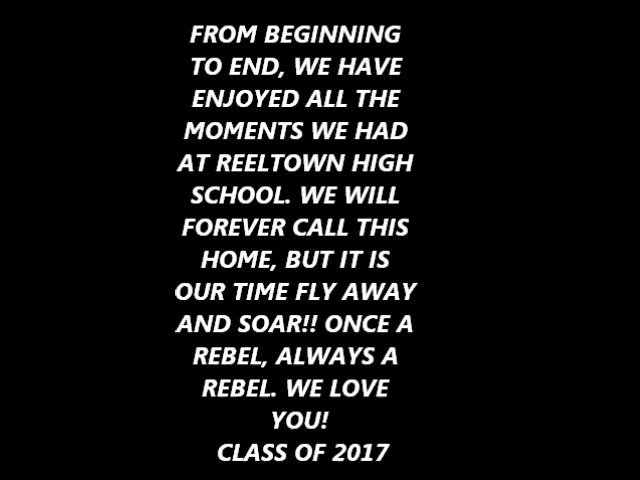 FROM BEGINNING
TO END, WE HAVE
ENJOYED ALL THE
MOMENTS WE HAD
AT REELTOWN HIGH
SCHOOL. WE WILL
FOREVER CALL THIS
HOME, BUT IT IS
OUR TIME FLY AWAY
AND SOAR!! ONCE A
REBEL, ALWAYS A
REBEL. WE LOVE
YOU!
CLASS OF 2017